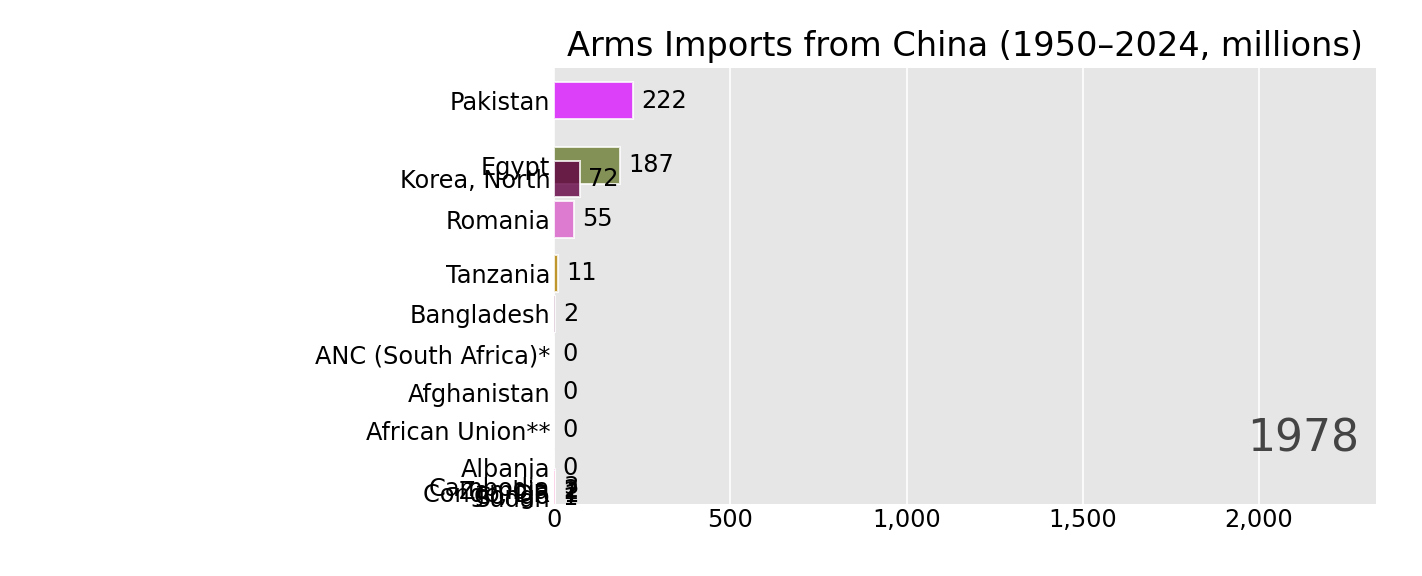 Arms Imports from China (1950–2024, millions)
Pakistan 222
Egypt 187
Korea, North 72
Romania 55
Tanzania 11
Bangladesh 2
ANC (South Africa)* 0
Afghanistan 0
African Union** 0
1978
Albania 0
Sudan
0 500 1,000 1,500 2,000